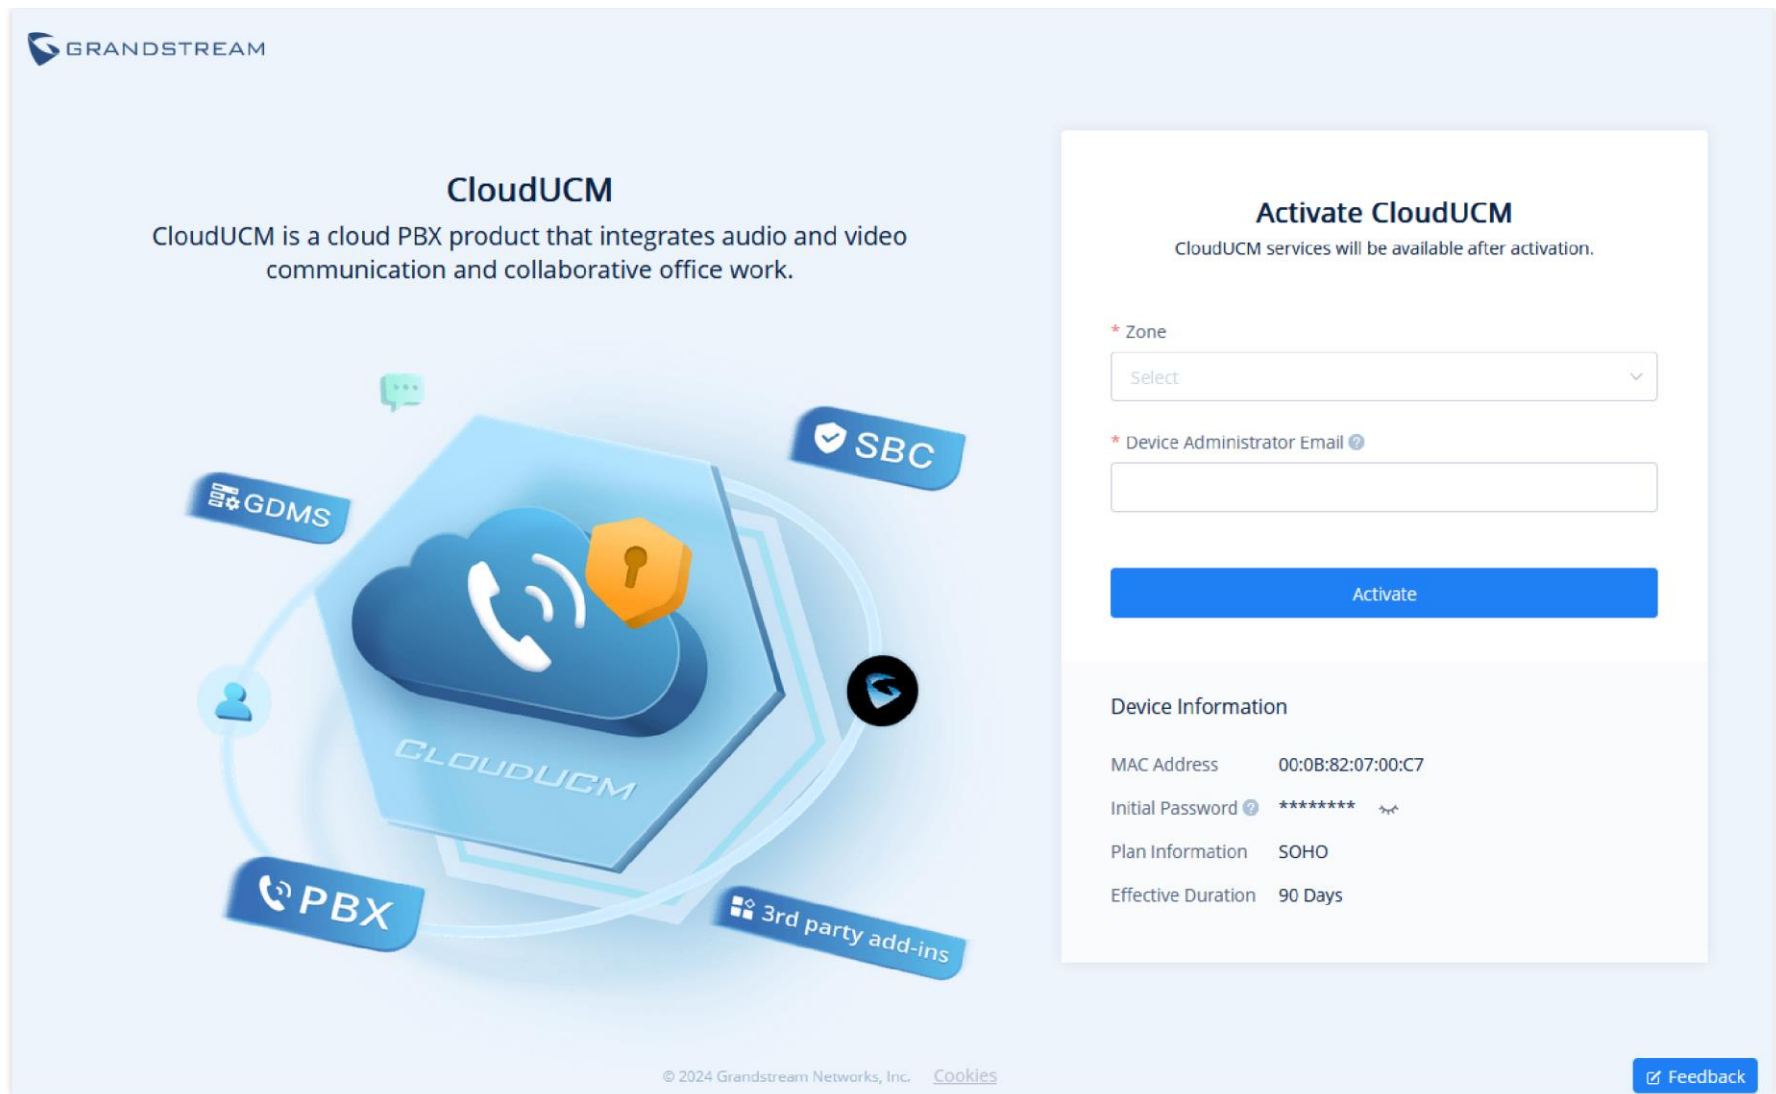 GRANDSTREAM
CloudUCM
CloudUCM is a cloud PBX product that integrates audio and video
communication and collaborative office work.
SBC
GDMS
CLOUDUCM
PBX
3rd party add-ins
Activate CloudUCM
CloudUCM services will be available after activation.
* Zone
Select
* Device Administrator Email
Activate
Device Information
MAC Address 00:0B:82:07:00:C7
Initial Password ********
Plan Information SOHO
Effective Duration 90 Days
© 2024 Grandstream Networks, Inc. Cookies
Feedback